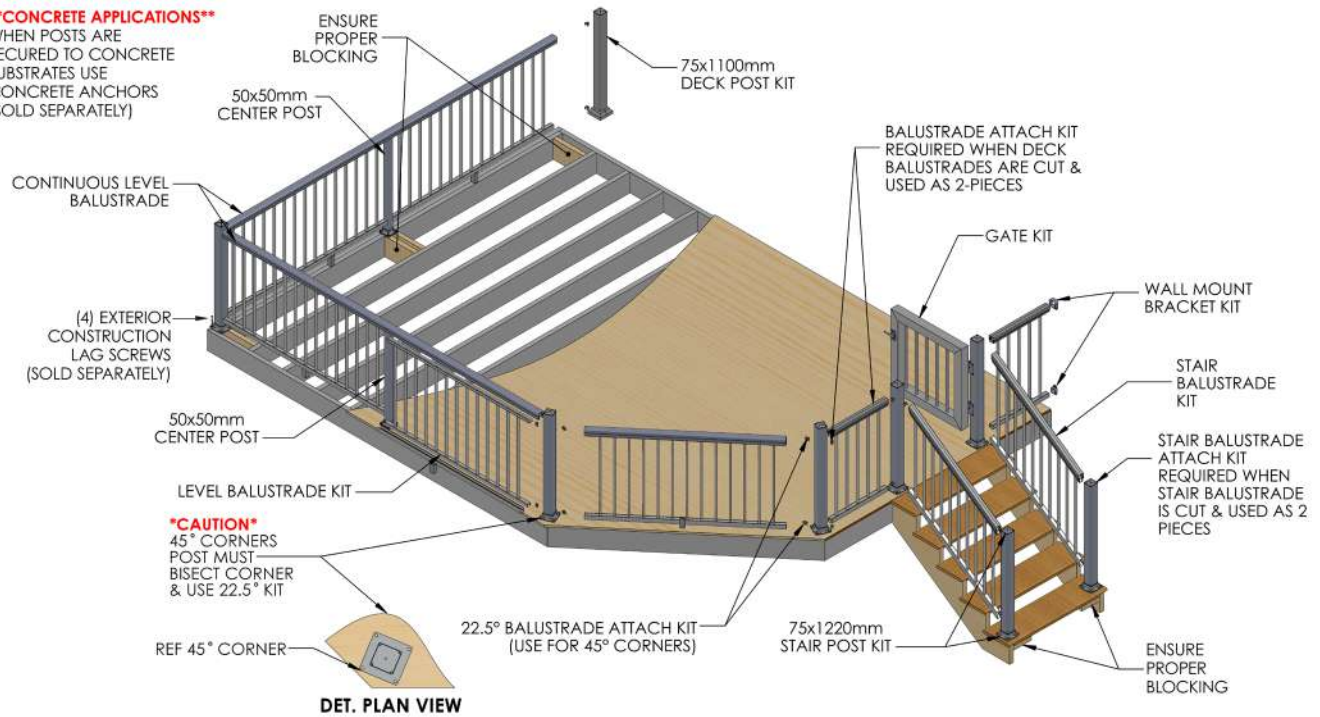 *CONCRETE APPLICATIONS**
WHEN POSTS ARE
SECURED TO CONCRETE
SUBSTRATES USE
CONCRETE ANCHORS
(SOLD SEPARATELY)
ENSURE
PROPER
BLOCKING
75x1100mm
DECK POST KIT
50x50mm
CENTER POST
BALUSTRADE ATTACH KIT
REQUIRED WHEN DECK
BALUSTRADES ARE CUT &
USED AS 2-PIECES
CONTINUOUS LEVEL
BALUSTRADE
GATE KIT
WALL MOUNT
BRACKET KIT
(4) EXTERIOR
CONSTRUCTION
LAG SCREWS
(SOLD SEPARATELY)
STAIR
BALUSTRADE
KIT
50x50mm
CENTER POST
STAIR BALUSTRADE
ATTACH KIT
REQUIRED WHEN
STAIR BALUSTRADE
IS CUT & USED AS 2
PIECES
LEVEL BALUSTRADE KIT
*CAUTION*
45° CORNERS
POST MUST
BISECT CORNER
& USE 22.5° KIT
22.5° BALUSTRADE ATTACH KIT
(USE FOR 45° CORNERS)
75x1220mm
STAIR POST KIT
REF 45° CORNER
ENSURE
PROPER
BLOCKING
DET. PLAN VIEW